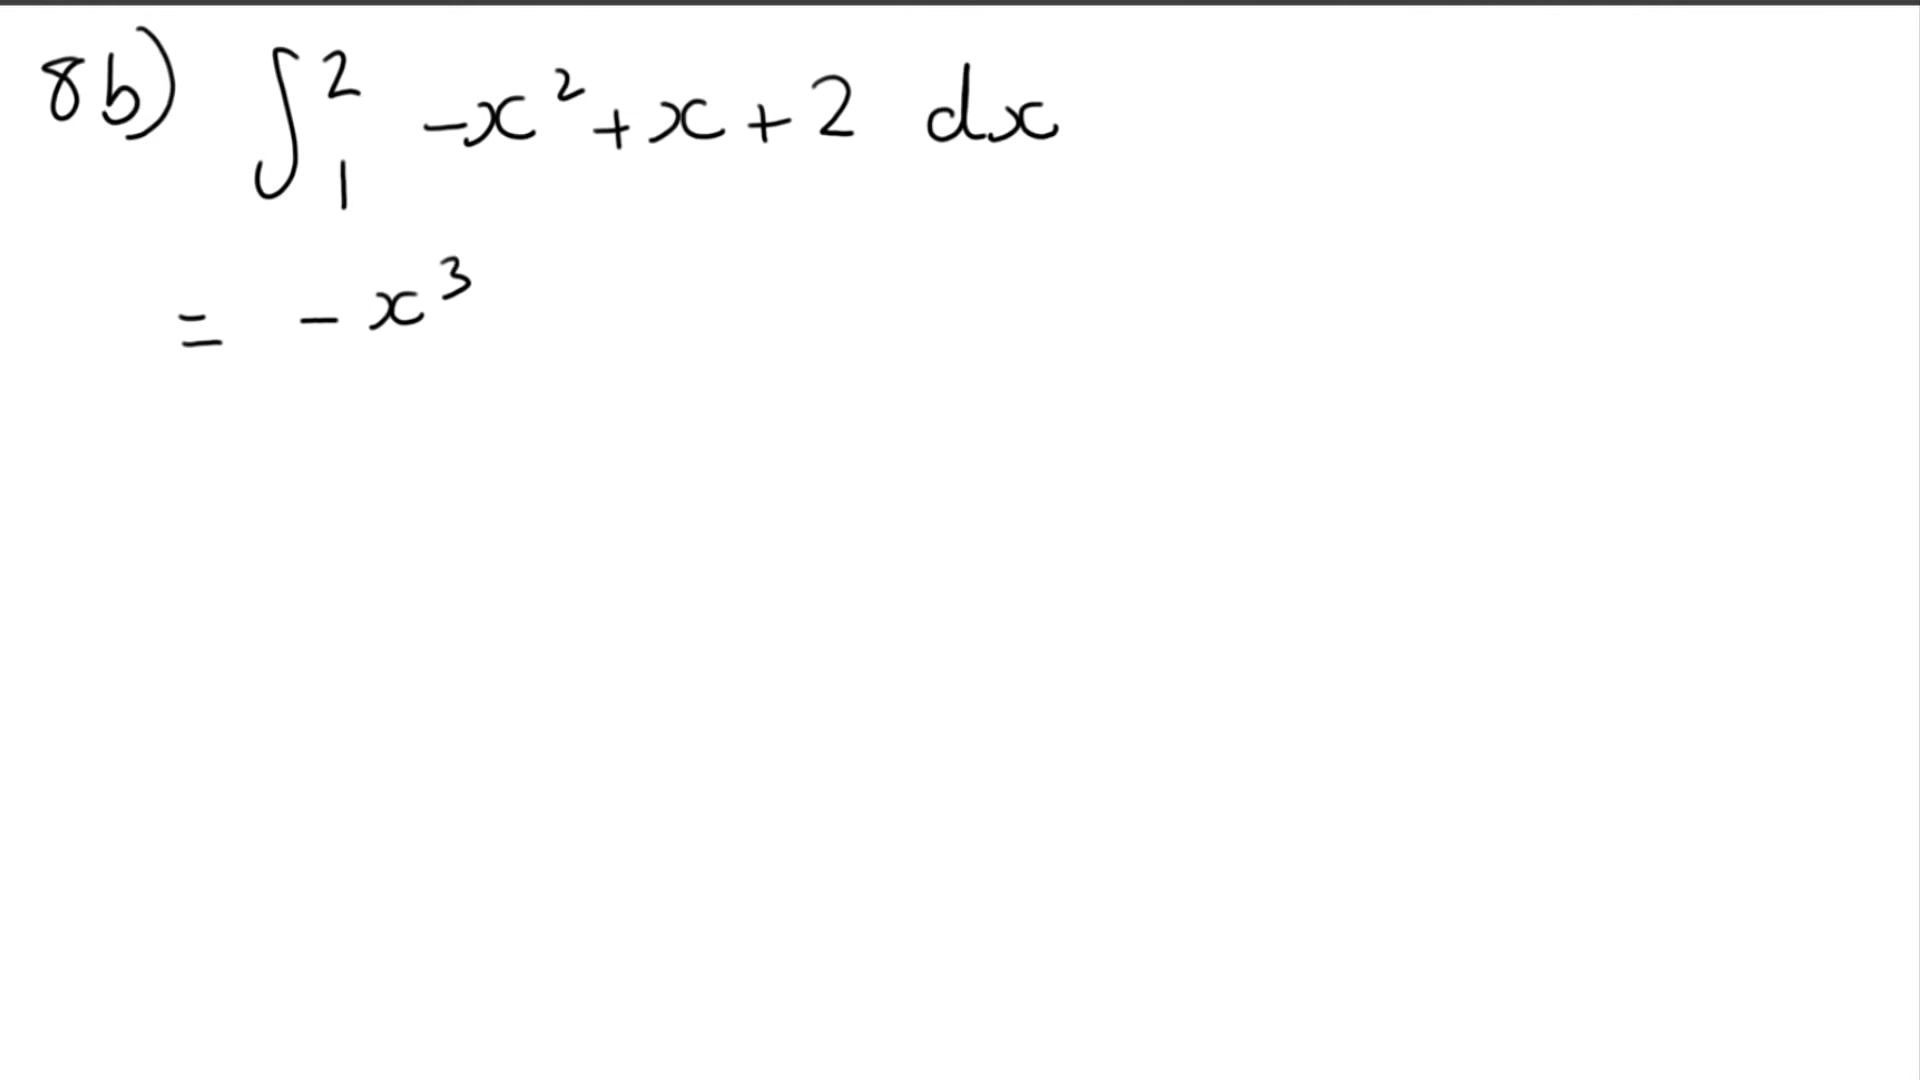 8b) ∫₁² -x² + x + 2 dx
= -x³